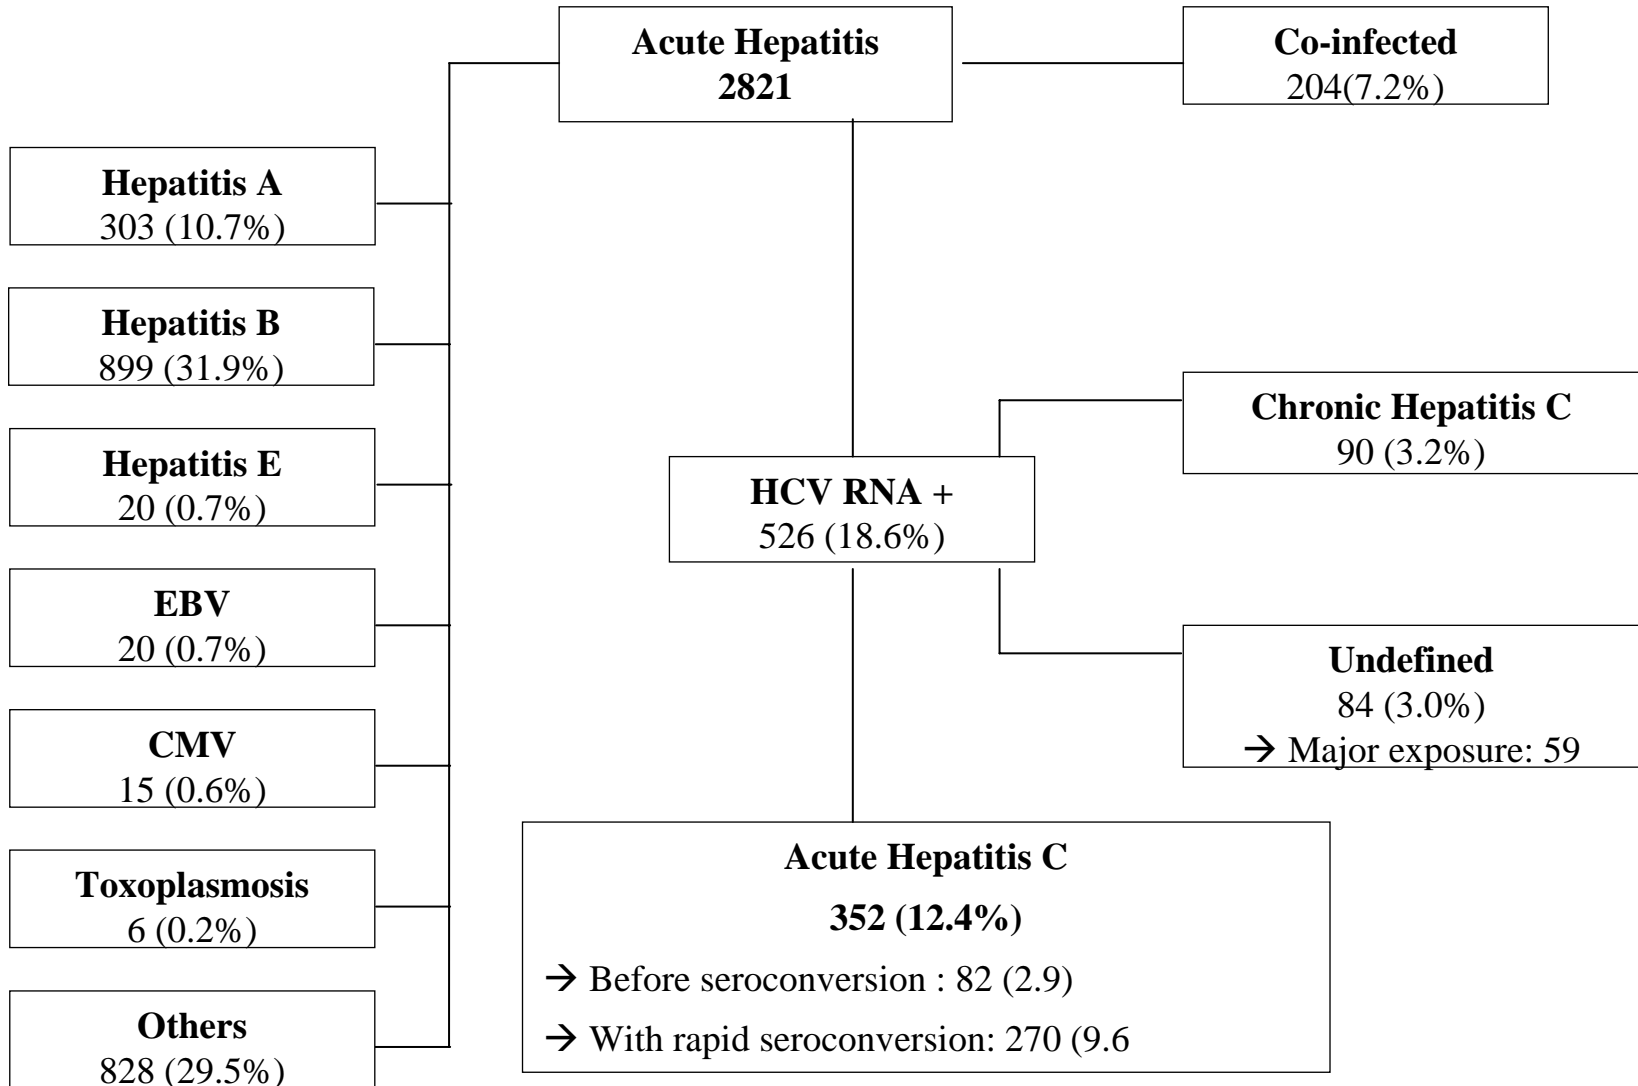 Acute Hepatitis
2821
Co-infected
204(7.2%)
Hepatitis A
303 (10.7%)
Hepatitis B
899 (31.9%)
Hepatitis E
20 (0.7%)
EBV
20 (0.7%)
CMV
15 (0.6%)
Toxoplasmosis
6 (0.2%)
Others
828 (29.5%)
HCV RNA +
526 (18.6%)
Chronic Hepatitis C
90 (3.2%)
Undefined
84 (3.0%)
→ Major exposure: 59
Acute Hepatitis C
352 (12.4%)
→ Before seroconversion : 82 (2.9)
→ With rapid seroconversion: 270 (9.6